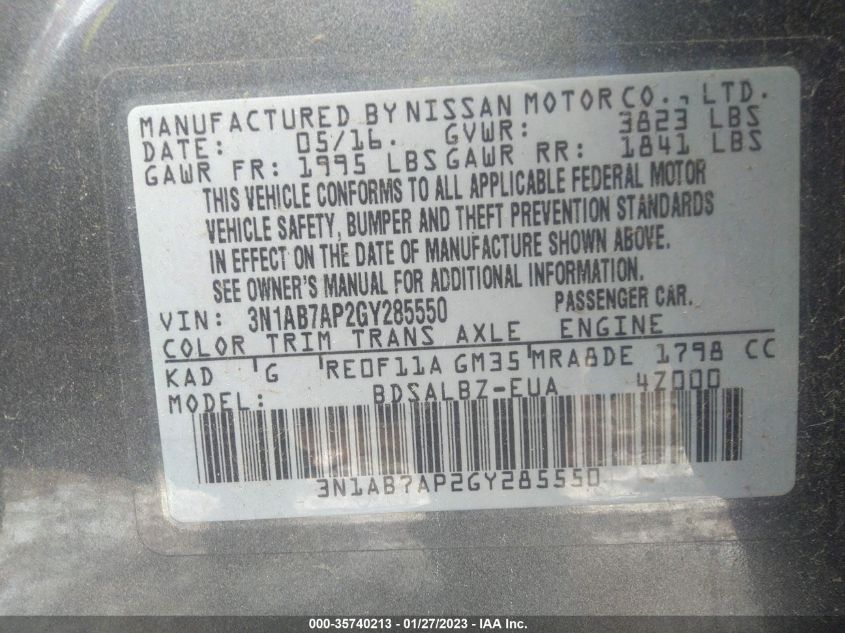 MANUFACTURED BY NISSAN MOTOR CO., LTD.
DATE: 05/16. GVWR: 3823 LBS
GAWR FR: 1995 LBS GAWR RR: 1841 LBS
THIS VEHICLE CONFORMS TO ALL APPLICABLE FEDERAL MOTOR
VEHICLE SAFETY, BUMPER AND THEFT PREVENTION STANDARDS
IN EFFECT ON THE DATE OF MANUFACTURE SHOWN ABOVE.
SEE OWNER'S MANUAL FOR ADDITIONAL INFORMATION.
VIN: 3N1AB7AP2GY285550 PASSENGER CAR.
COLOR TRIM TRANS AXLE ENGINE
KAD G RE0F11A GM35 MRA8DE 1798 CC
MODEL: BDSALBZ-EUA 4Z000
3N1AB7AP2GY285550
000-35740213 - 01/27/2023 - IAAI Inc.